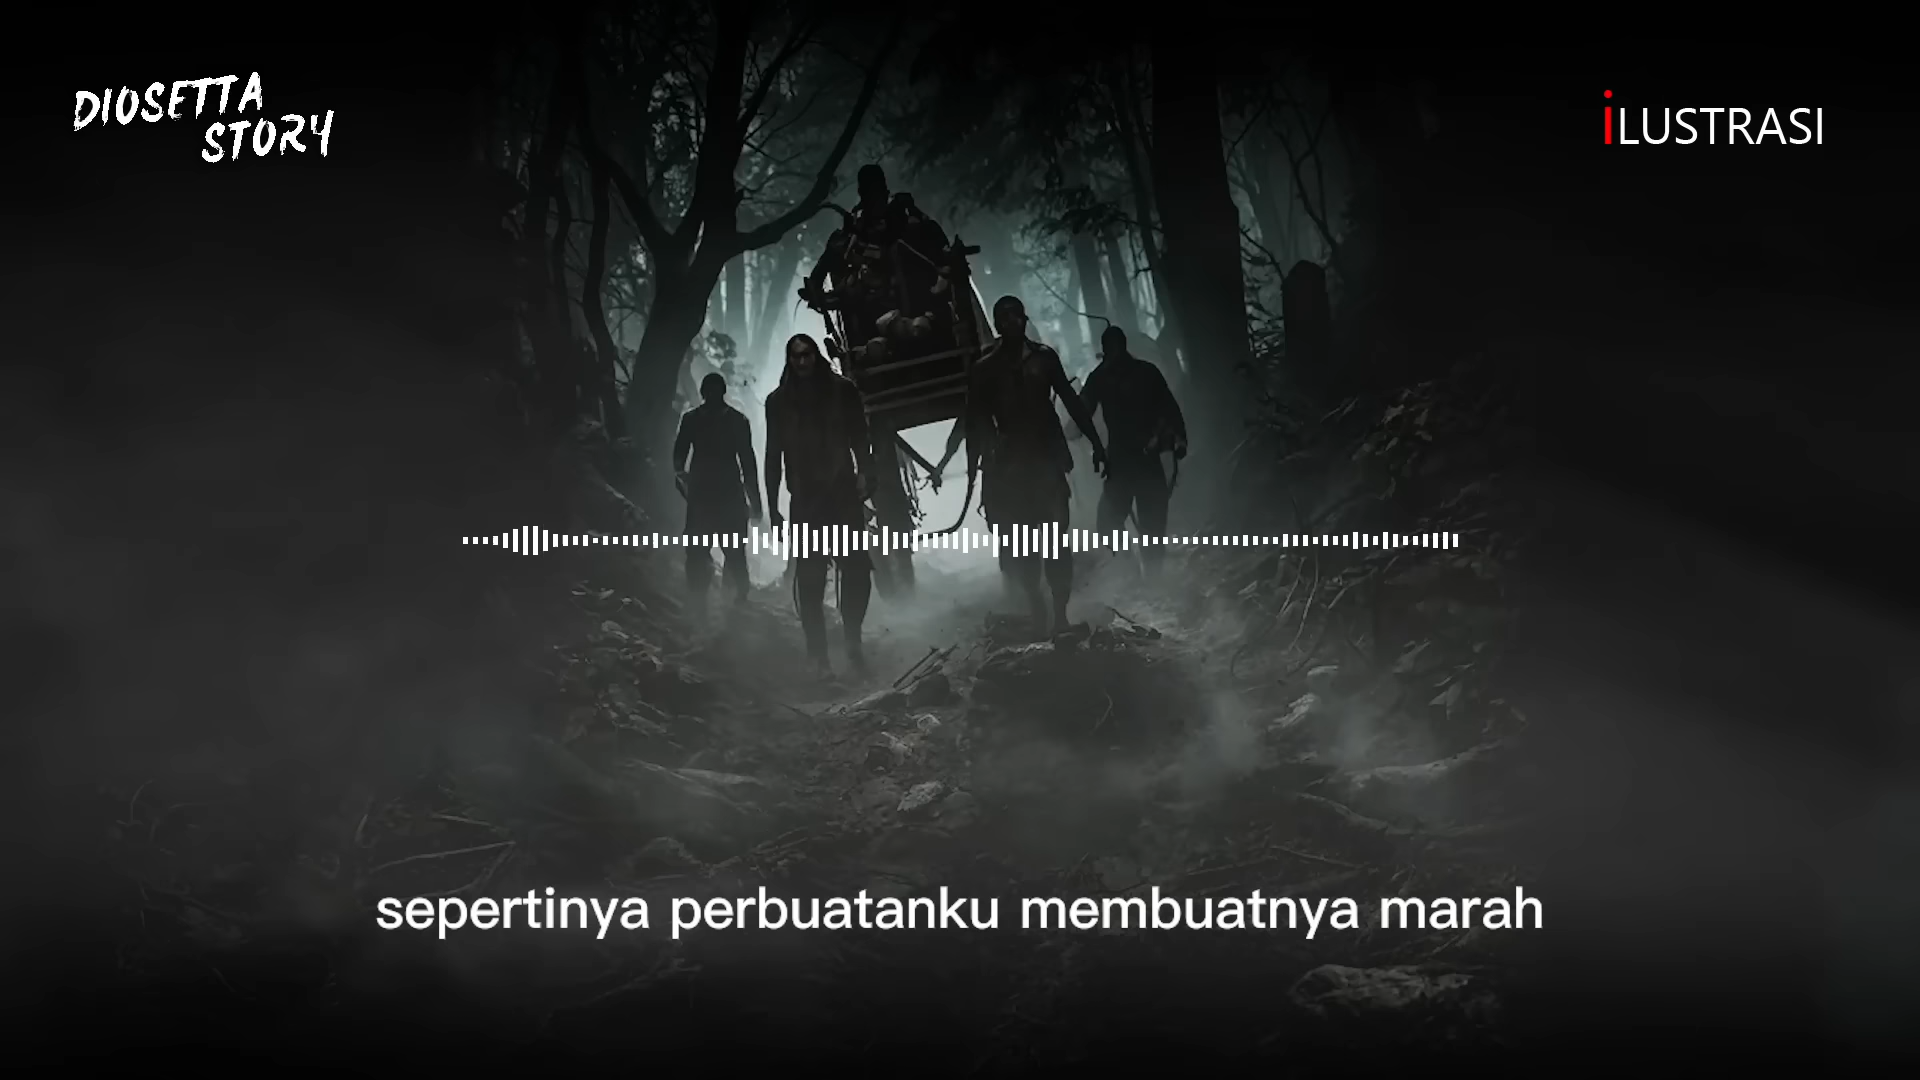 DIOSETTA
STORY
iLUSTRASI
sepertinya perbuatanku membuatnya marah